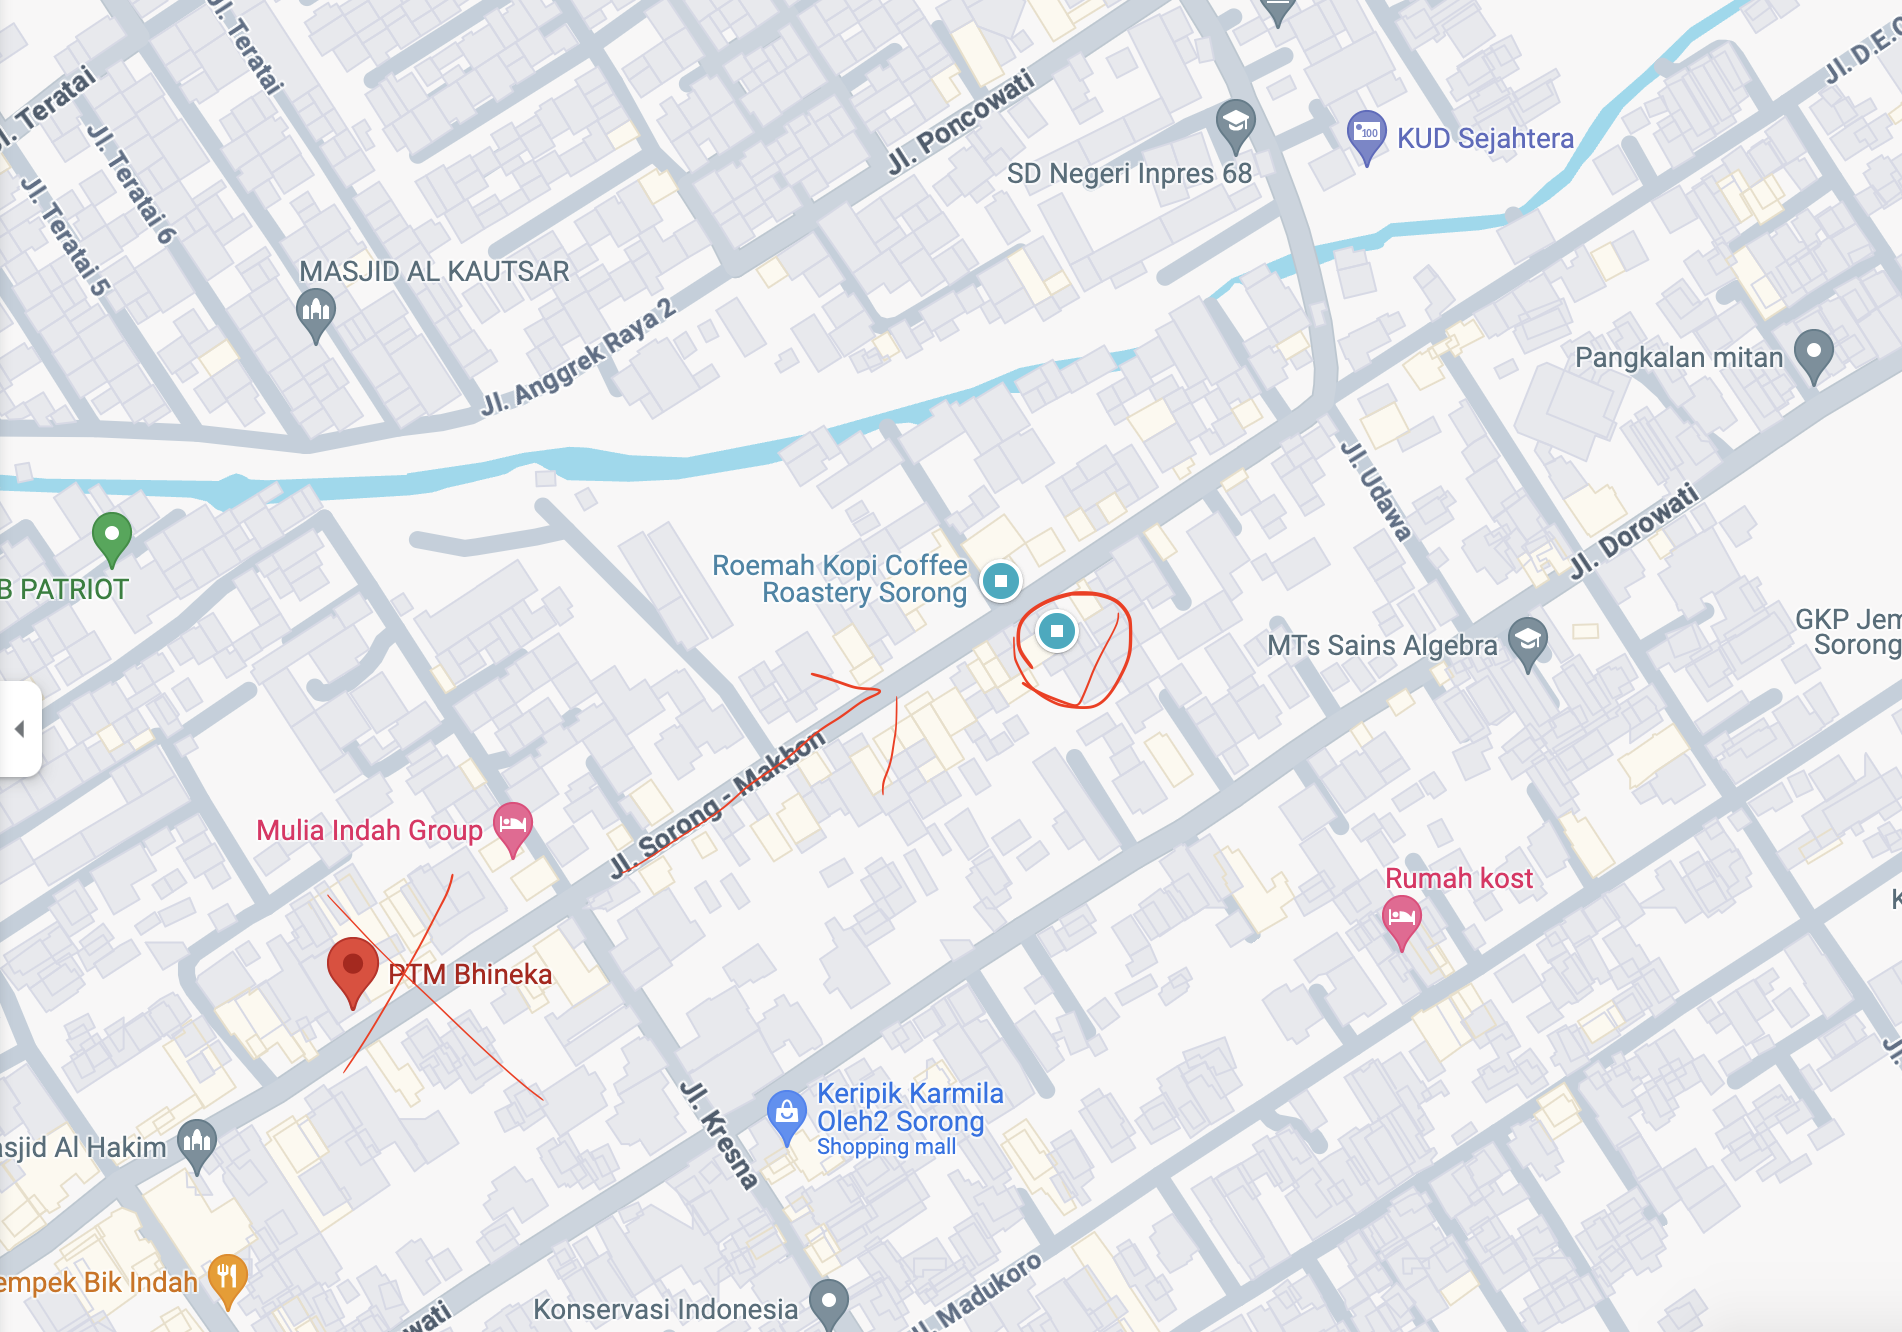 Jl. Teratai
Jl. Teratai
Jl. Teratai 6
Jl. Teratai 5
Jl. Poncowati
SD Negeri Inpres 68
100
KUD Sejahtera
Jl. D.E.
MASJID AL KAUTSAR
Jl. Anggrek Raya 2
Pangkalan mitan
Jl. Udawa
Jl. Dorowati
B PATRIOT
Roemah Kopi Coffee
Roastery Sorong
MTs Sains Algebra
GKP Jem
Sorong
Jl. Sorong - Makbon
Mulia Indah Group
Rumah kost
K
PTM Bhineka
Jl.
Jl. Kresna
Keripik Karmila
Oleh2 Sorong
Shopping mall
sjid Al Hakim
empek Bik Indah
Konservasi Indonesia
Jl. Madukoro
wati